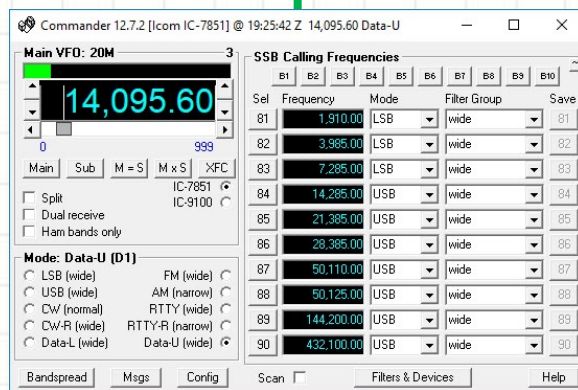 Commander 12.7.2 [Icom IC-7851] @ 19:25:42 Z 14,095.60 Data-U
Main VFO: 20M 3
14,095.60
0 999
Main Sub M = S M x S XFC
IC-7851
Split IC-9100
Dual receive
Ham bands only
Mode: Data-U (D1)
LSB (wide) FM (wide)
USB (wide) AM (narrow)
CW (normal) RTTY (wide)
CW-R (wide) RTTY-R (narrow)
Data-L (wide) Data-U (wide)
Bandspread Msgs Config
SSB Calling Frequencies
B1 B2 B3 B4 B5 B6 B7 B8 B9 B10
Sel Frequency Mode Filter Group Save
81 1,910.00 LSB wide 81
82 3,985.00 LSB wide 82
83 7,285.00 LSB wide 83
84 14,285.00 USB wide 84
85 21,385.00 USB wide 85
86 28,385.00 USB wide 86
87 50,110.00 USB wide 87
88 50,125.00 USB wide 88
89 144,200.00 USB wide 89
90 432,100.00 USB wide 90
Scan Filters & Devices Help